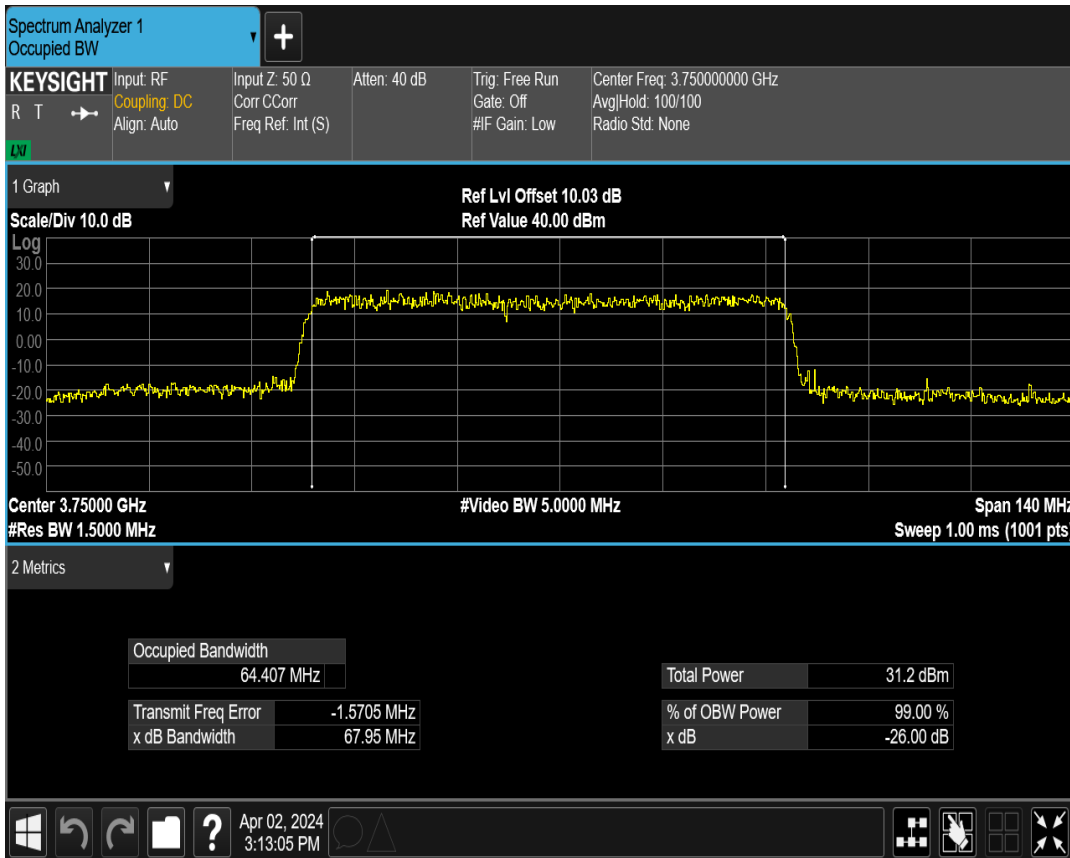 Spectrum Analyzer 1
Occupied BW
+
KEYSIGHT
R T
LXI
Input: RF
Coupling: DC
Align: Auto
Input Z: 50 Ω
Corr CCorr
Freq Ref: Int (S)
Atten: 40 dB
Trig: Free Run
Gate: Off
#IF Gain: Low
Center Freq: 3.750000000 GHz
Avg|Hold: 100/100
Radio Std: None
1 Graph
Scale/Div 10.0 dB
Ref Lvl Offset 10.03 dB
Ref Value 40.00 dBm
Log
30.0
20.0
10.0
0.00
-10.0
-20.0
-30.0
-40.0
-50.0
Center 3.75000 GHz
#Video BW 5.0000 MHz
Span 140 MHz
#Res BW 1.5000 MHz
Sweep 1.00 ms (1001 pts)
2 Metrics
Occupied Bandwidth
64.407 MHz
Total Power 31.2 dBm
Transmit Freq Error -1.5705 MHz
% of OBW Power 99.00 %
x dB Bandwidth 67.95 MHz
x dB -26.00 dB
?
Apr 02, 2024
3:13:05 PM